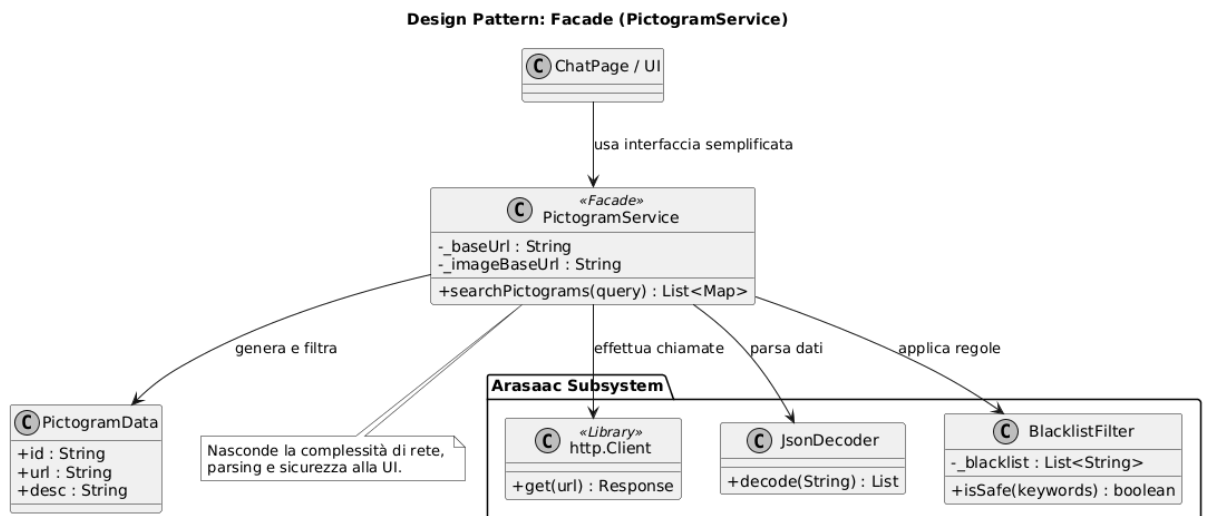 Design Pattern: Facade (PictogramService)
C ChatPage / UI
usa interfaccia semplificata
«Facade»
C PictogramService
-_baseUrl : String
-_imageBaseUrl : String
+searchPictograms(query) : List<Map>
genera e filtra
effettua chiamate
parsa dati
applica regole
C PictogramData
+id : String
+url : String
+desc : String
Nasconde la complessità di rete,
parsing e sicurezza alla UI.
Arasaac Subsystem
«Library»
C http.Client
+get(url) : Response
C JsonDecoder
+decode(String) : List
C BlacklistFilter
-_blacklist : List<String>
+isSafe(keywords) : boolean